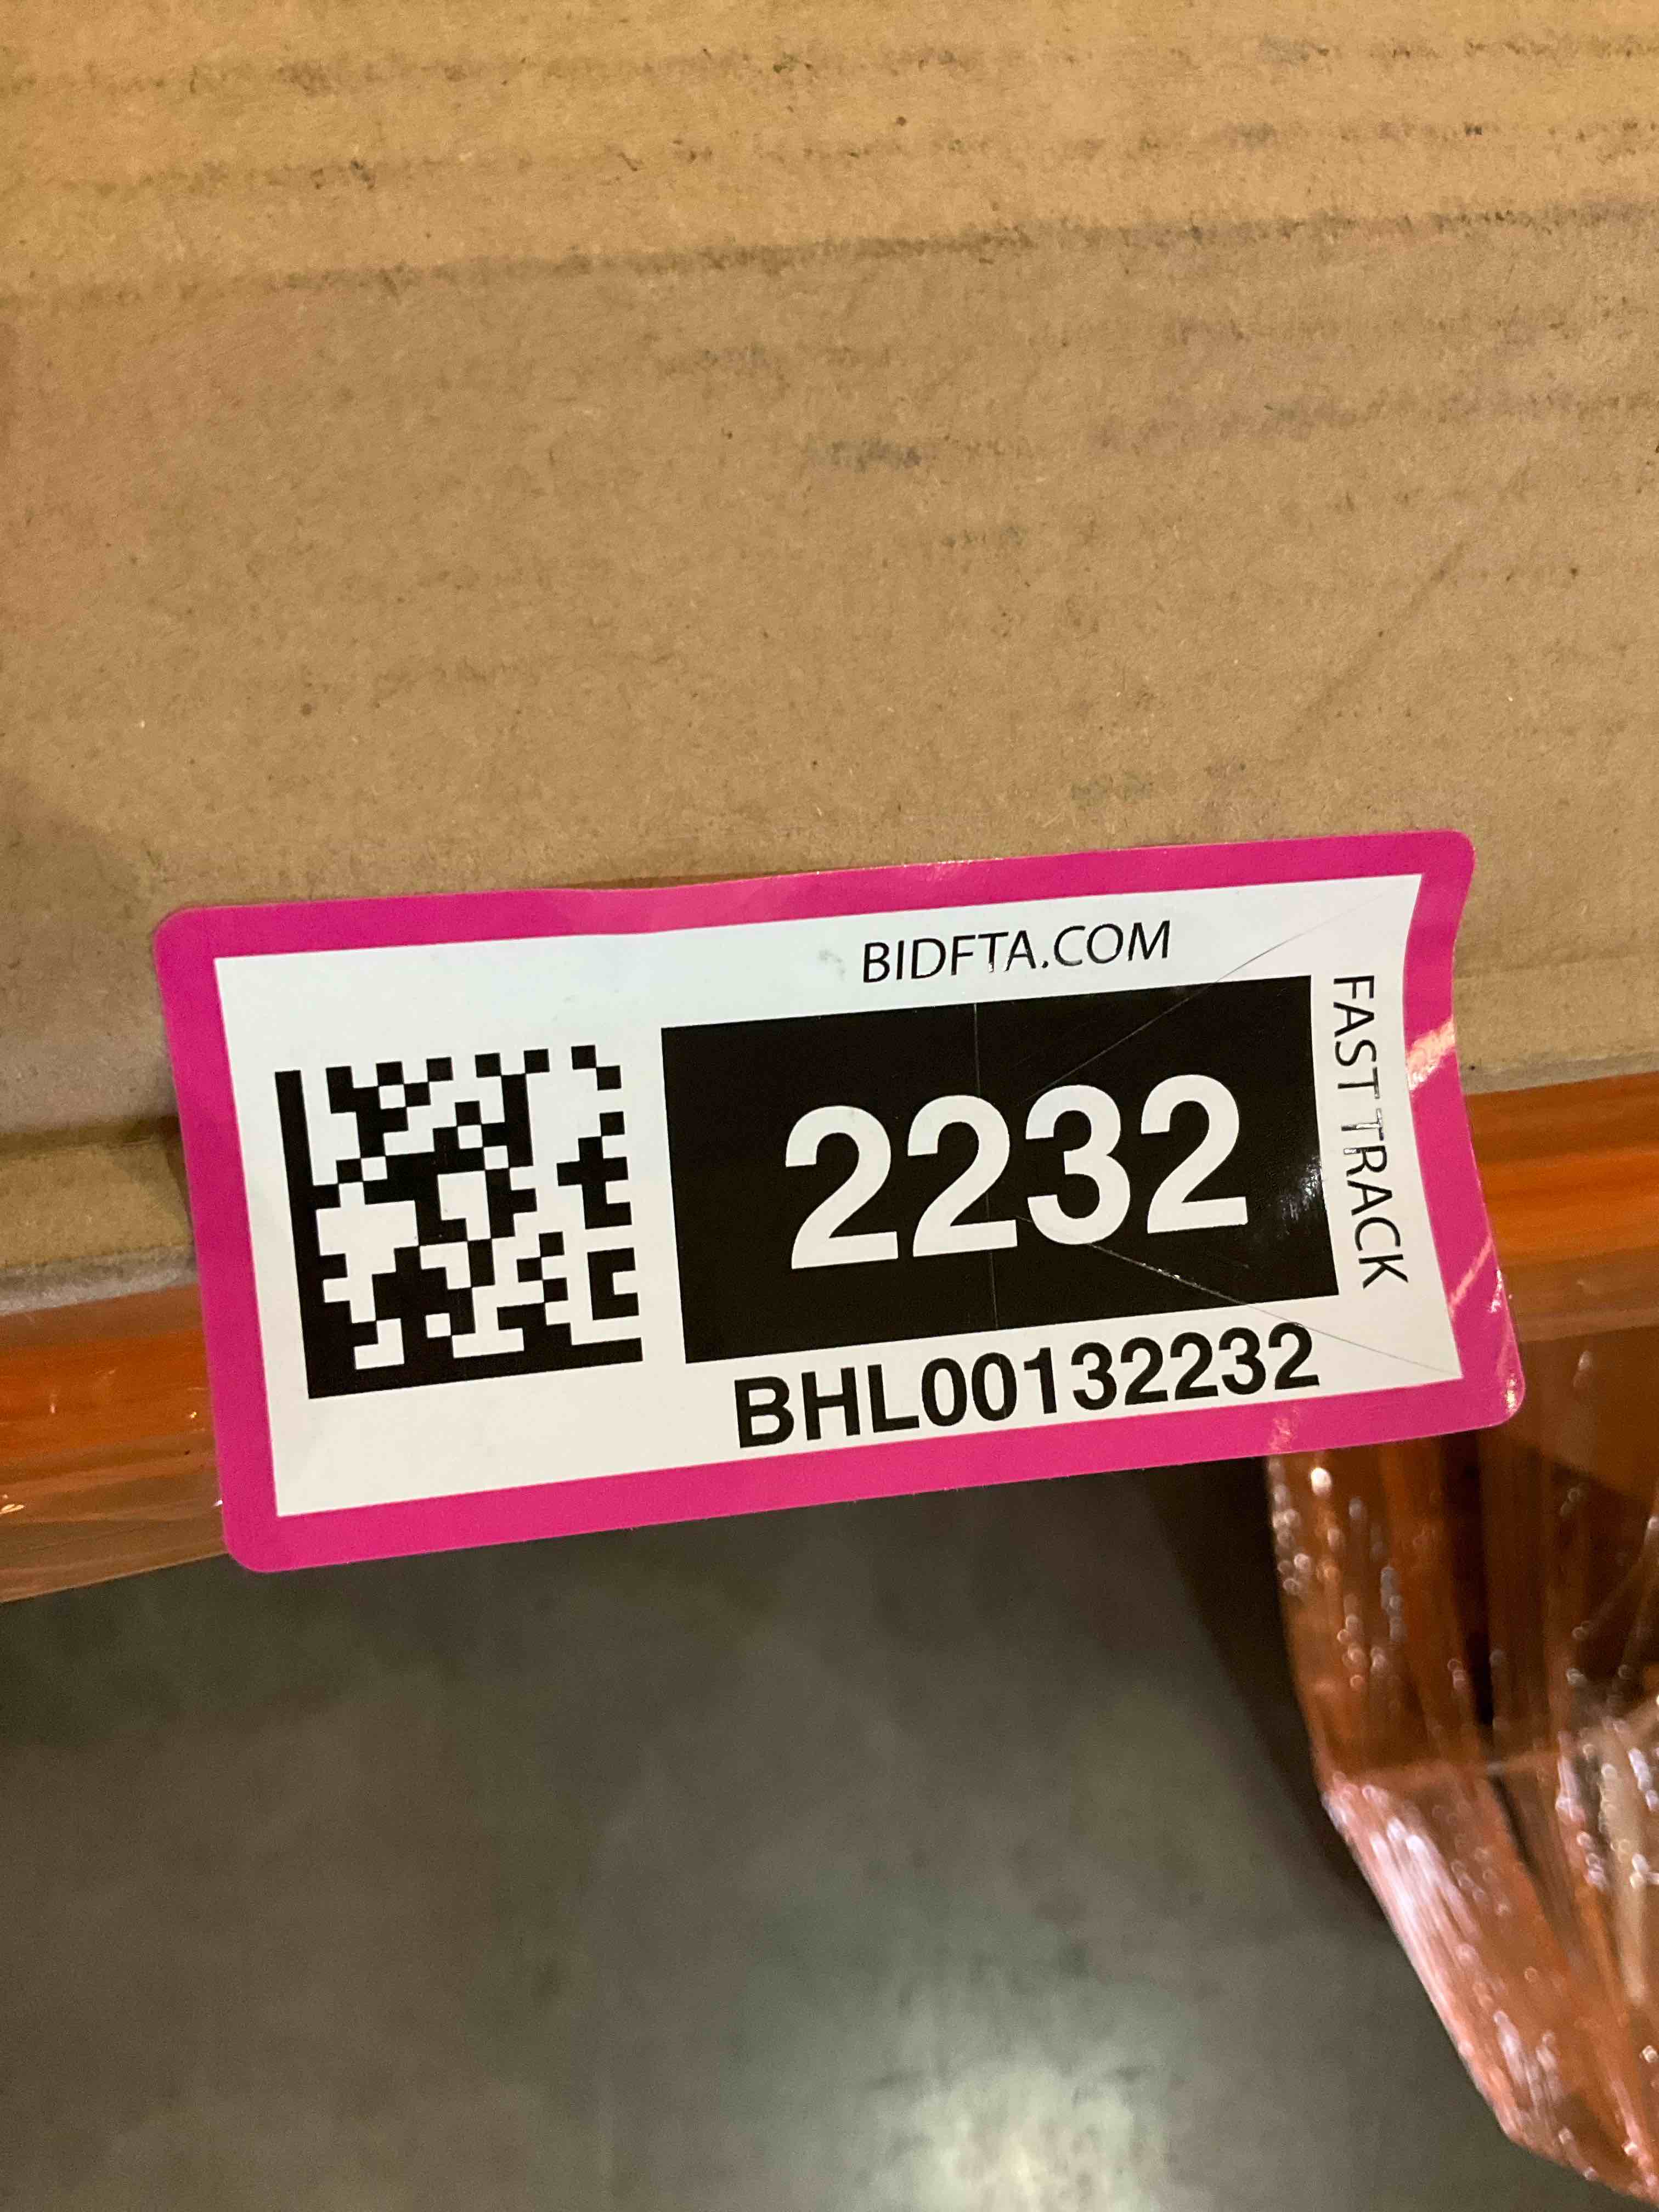 BIDFTA.COM
2232
FAST TRACK
BHL00132232